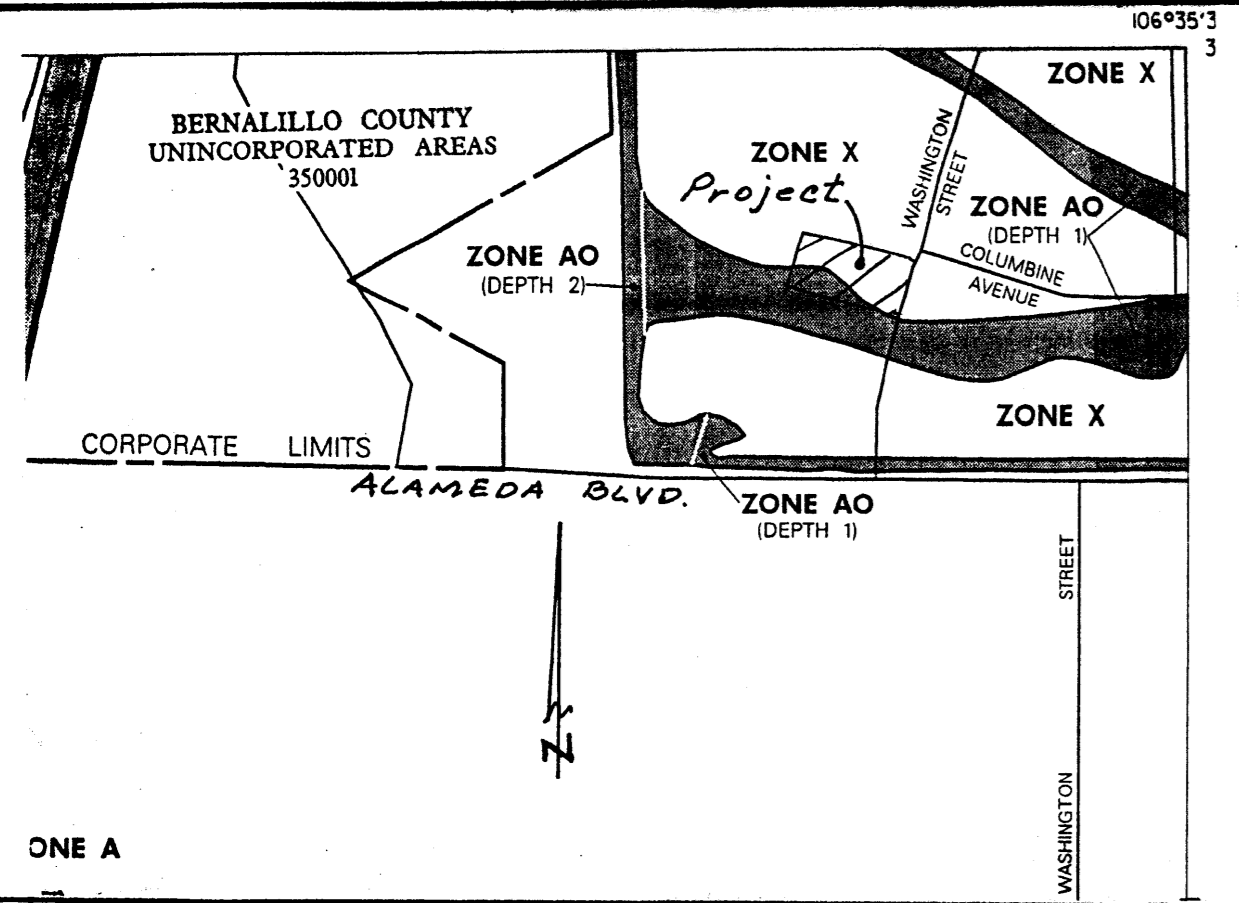 106°35'3
3
ZONE X
BERNALILLO COUNTY
UNINCORPORATED AREAS
350001
ZONE X
Project
WASHINGTON
STREET
ZONE AO
(DEPTH 1)
ZONE AO
(DEPTH 2)
COLUMBINE
AVENUE
ZONE X
CORPORATE LIMITS
ALAMEDA BLVD.
ZONE AO
(DEPTH 1)
STREET
WASHINGTON
N
ONE A